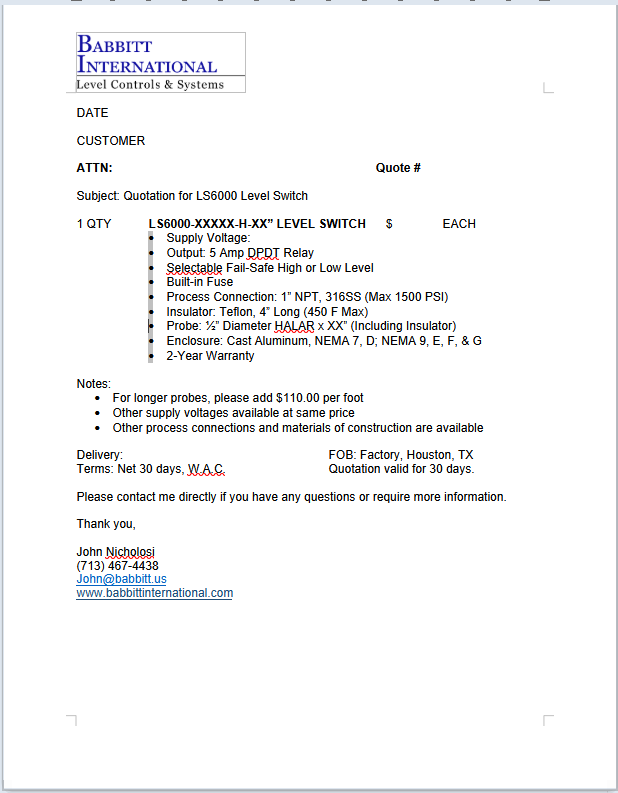 BABBITT
INTERNATIONAL
Level Controls & Systems
DATE
CUSTOMER
ATTN: Quote #
Subject: Quotation for LS6000 Level Switch
1 QTY LS6000-XXXXX-H-XX” LEVEL SWITCH $ EACH
• Supply Voltage:
• Output: 5 Amp DPDT Relay
• Selectable Fail-Safe High or Low Level
• Built-in Fuse
• Process Connection: 1” NPT, 316SS (Max 1500 PSI)
• Insulator: Teflon, 4” Long (450 F Max)
• Probe: ½” Diameter HALAR x XX” (Including Insulator)
• Enclosure: Cast Aluminum, NEMA 7, D; NEMA 9, E, F, & G
• 2-Year Warranty
Notes:
• For longer probes, please add $110.00 per foot
• Other supply voltages available at same price
• Other process connections and materials of construction are available
Delivery: FOB: Factory, Houston, TX
Terms: Net 30 days, W.A.C. Quotation valid for 30 days.
Please contact me directly if you have any questions or require more information.
Thank you,
John Nicholosi
(713) 467-4438
John@babbitt.us
www.babbittinternational.com